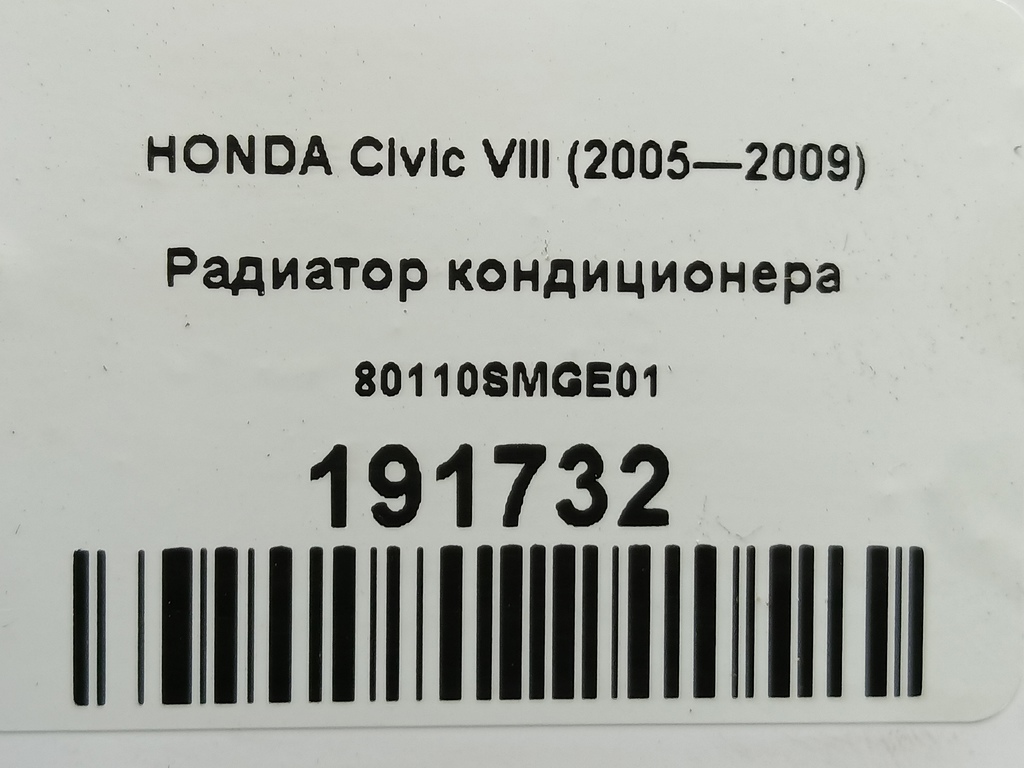 HONDA Civic VIII (2005—2009)
Радиатор кондиционера
80110SMGE01
191732